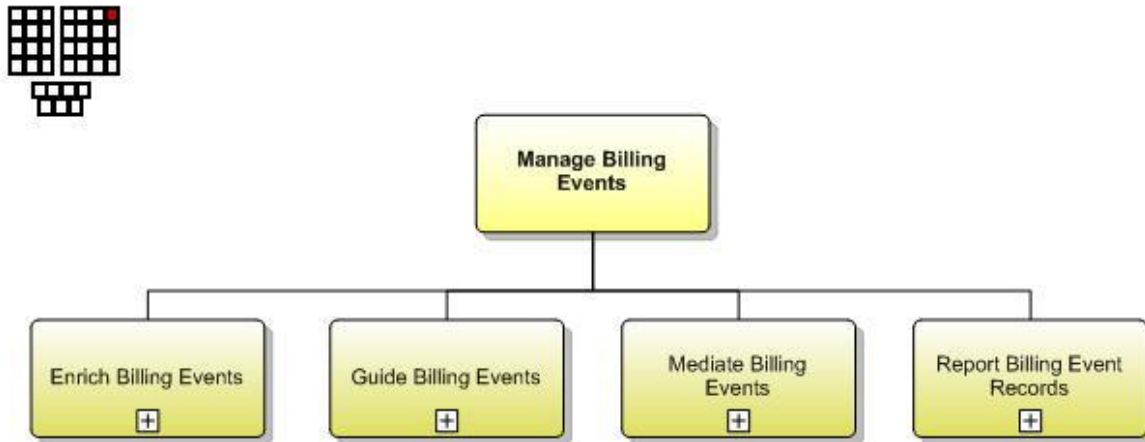 Manage Billing
Events
Enrich Billing Events
Guide Billing Events
Mediate Billing
Events
Report Billing Event
Records